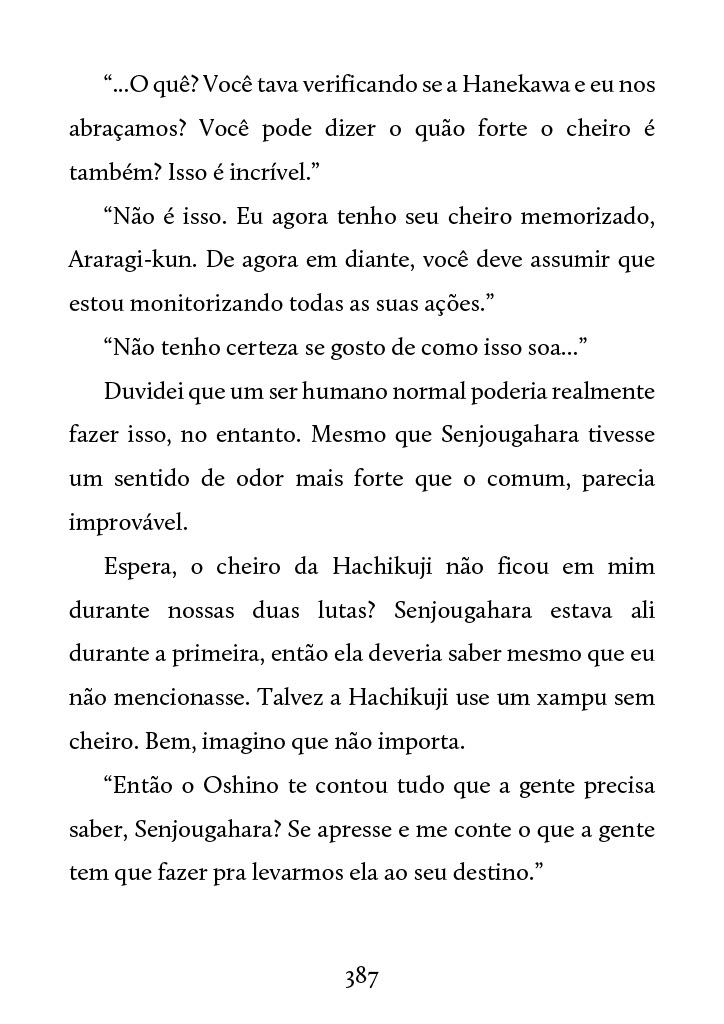 “...O quê? Você tava verificando se a Hanekawa e eu nos
abraçamos? Você pode dizer o quão forte o cheiro é
também? Isso é incrível.”
“Não é isso. Eu agora tenho seu cheiro memorizado,
Araragi-kun. De agora em diante, você deve assumir que
estou monitorizando todas as suas ações.”
“Não tenho certeza se gosto de como isso soa...”
Duvidei que um ser humano normal poderia realmente
fazer isso, no entanto. Mesmo que Senjougahara tivesse
um sentido de odor mais forte que o comum, parecia
improvável.
Espera, o cheiro da Hachikuji não ficou em mim
durante nossas duas lutas? Senjougahara estava ali
durante a primeira, então ela deveria saber mesmo que eu
não mencionasse. Talvez a Hachikuji use um xampu sem
cheiro. Bem, imagino que não importa.
“Então o Oshino te contou tudo que a gente precisa
saber, Senjougahara? Se apresse e me conte o que a gente
tem que fazer pra levarmos ela ao seu destino.”
387